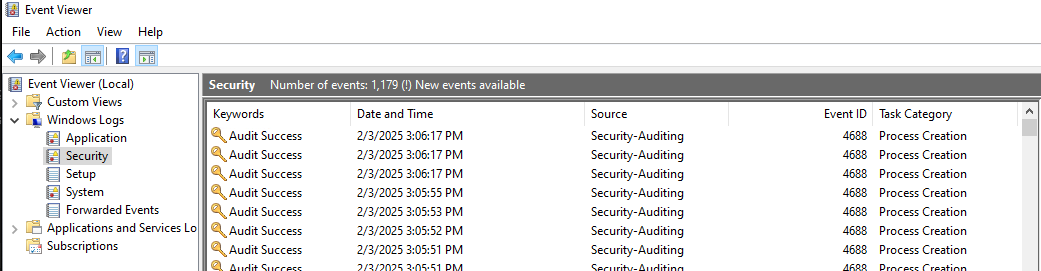 Event Viewer
File Action View Help
Event Viewer (Local)
Custom Views
Windows Logs
Application
Security
Setup
System
Forwarded Events
Applications and Services Lo
Subscriptions
Security Number of events: 1,179 (!) New events available
Keywords Date and Time Source Event ID Task Category
Audit Success 2/3/2025 3:06:17 PM Security-Auditing 4688 Process Creation
Audit Success 2/3/2025 3:06:17 PM Security-Auditing 4688 Process Creation
Audit Success 2/3/2025 3:06:17 PM Security-Auditing 4688 Process Creation
Audit Success 2/3/2025 3:05:55 PM Security-Auditing 4688 Process Creation
Audit Success 2/3/2025 3:05:53 PM Security-Auditing 4688 Process Creation
Audit Success 2/3/2025 3:05:52 PM Security-Auditing 4688 Process Creation
Audit Success 2/3/2025 3:05:51 PM Security-Auditing 4688 Process Creation
Audit Success 2/3/2025 3:05:51 PM Security-Auditing 4688 Process Creation